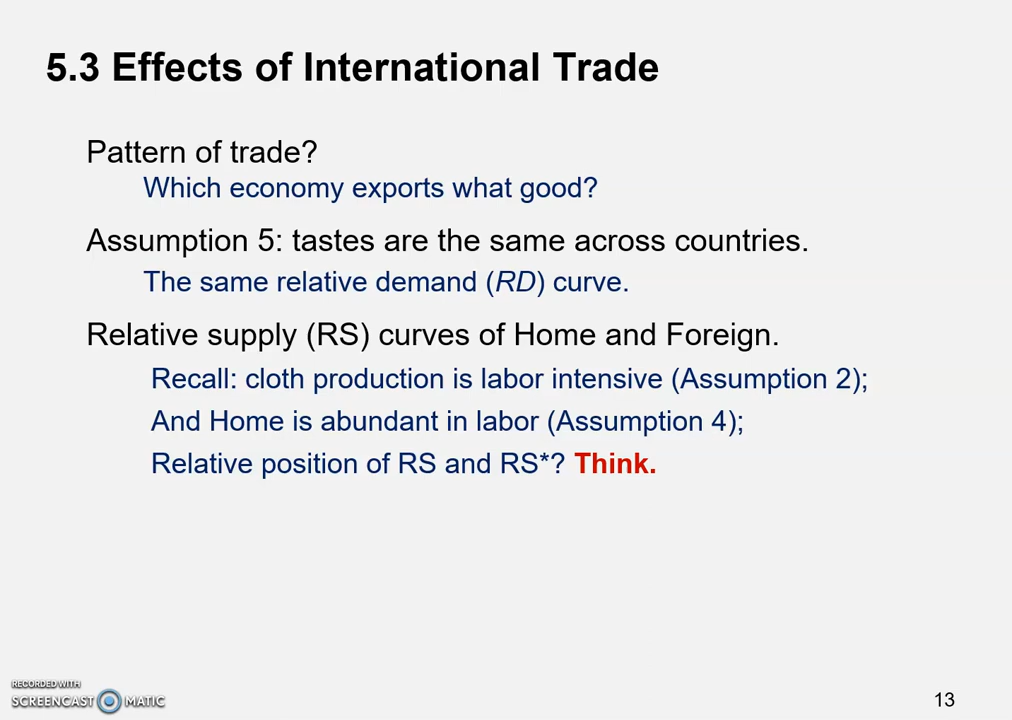 5.3 Effects of International Trade
Pattern of trade?
Which economy exports what good?
Assumption 5: tastes are the same across countries.
The same relative demand (RD) curve.
Relative supply (RS) curves of Home and Foreign.
Recall: cloth production is labor intensive (Assumption 2);
And Home is abundant in labor (Assumption 4);
Relative position of RS and RS*? Think.
RECORDED WITH
SCREENCAST MATIC
13